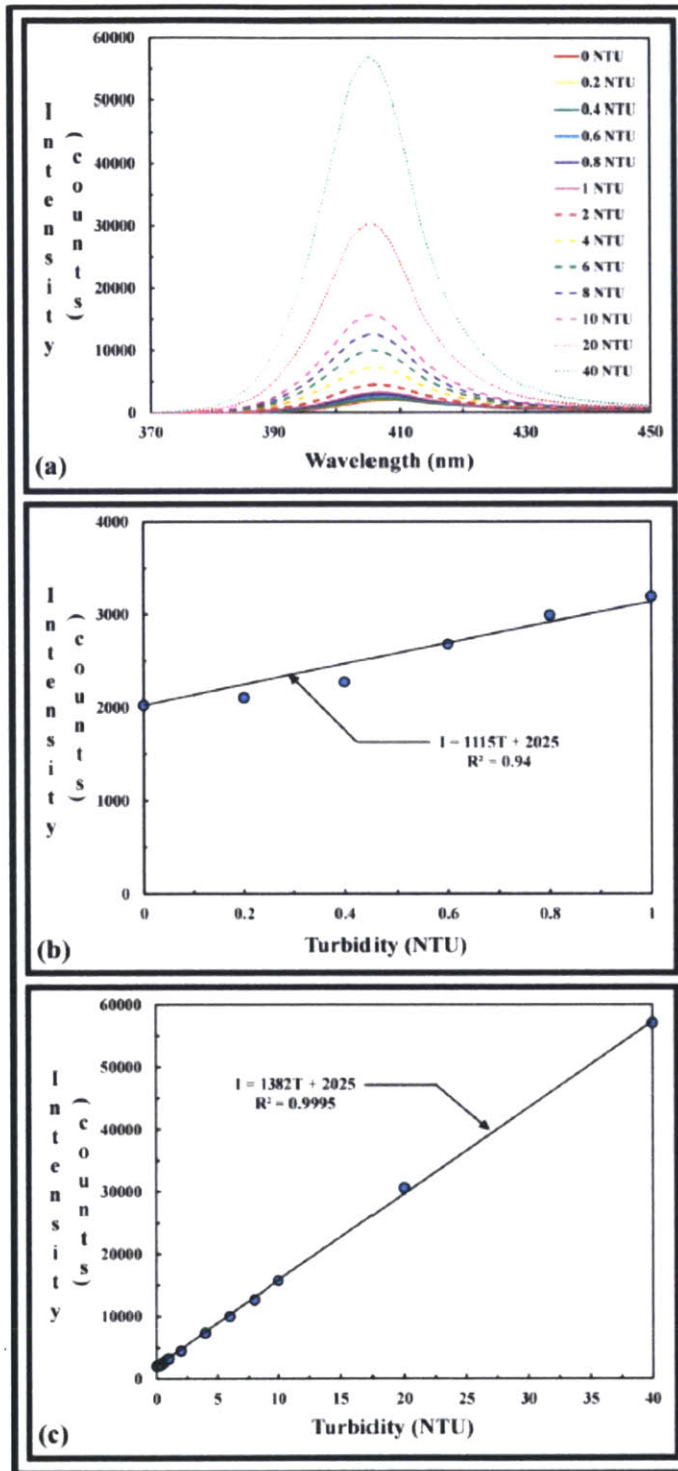 60000
50000
40000
30000
20000
10000
0
Intensity (counts)
0 NTU
0.2 NTU
0.4 NTU
0.6 NTU
0.8 NTU
1 NTU
2 NTU
4 NTU
6 NTU
8 NTU
10 NTU
20 NTU
40 NTU
370 390 410 430 450
Wavelength (nm)
(a)
4000
3000
2000
1000
0
Intensity (counts)
I = 1115T + 2025
R² = 0.94
0 0.2 0.4 0.6 0.8 1
Turbidity (NTU)
(b)
60000
50000
40000
30000
20000
10000
0
Intensity (counts)
I = 1382T + 2025
R² = 0.9995
0 5 10 15 20 25 30 35 40
Turbidity (NTU)
(c)